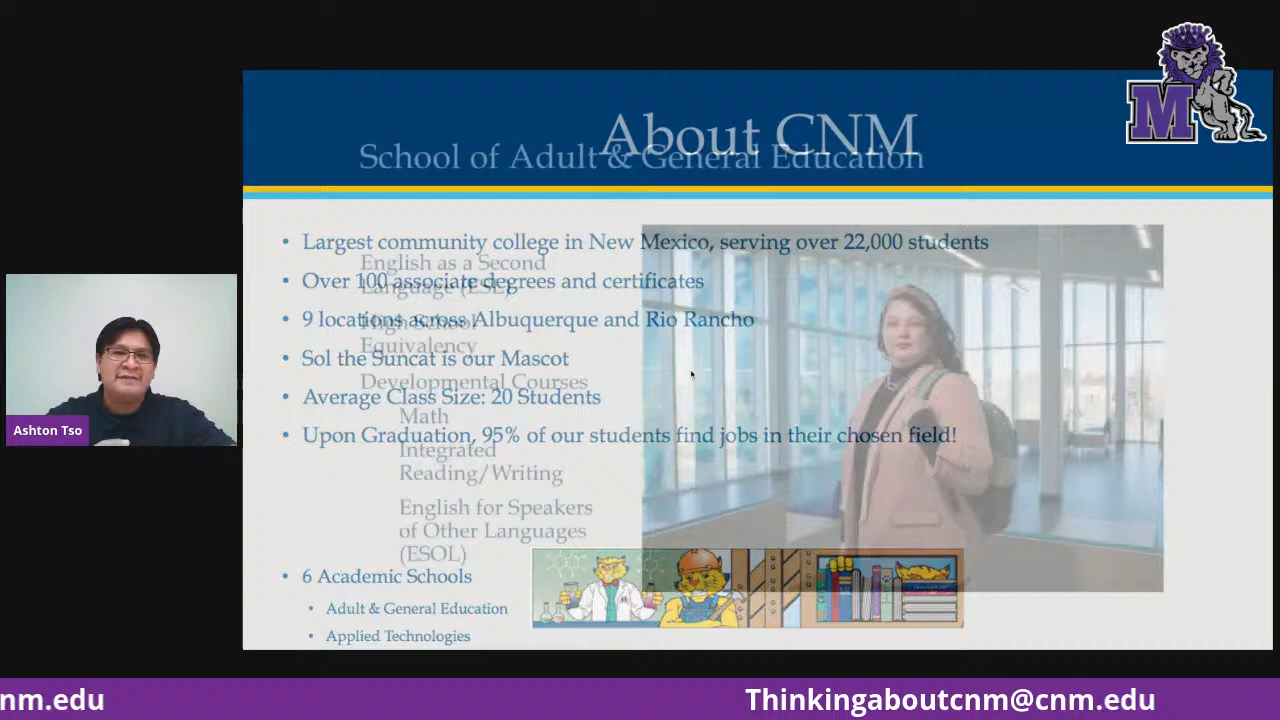 M
About CNM
School of Adult & General Education
Largest community college in New Mexico, serving over 22,000 students
English as a Second
Language (ESL)
Over 100 associate degrees and certificates
9 locations across Albuquerque and Rio Rancho
High School
Equivalency
Sol the Suncat is our Mascot
Developmental Courses
Average Class Size: 20 Students
Math
Upon Graduation, 95% of our students find jobs in their chosen field!
Integrated
Reading/Writing
English for Speakers
of Other Languages
(ESOL)
6 Academic Schools
Adult & General Education
Applied Technologies
Ashton Tso
nm.edu
Thinkingaboutcnm@cnm.edu